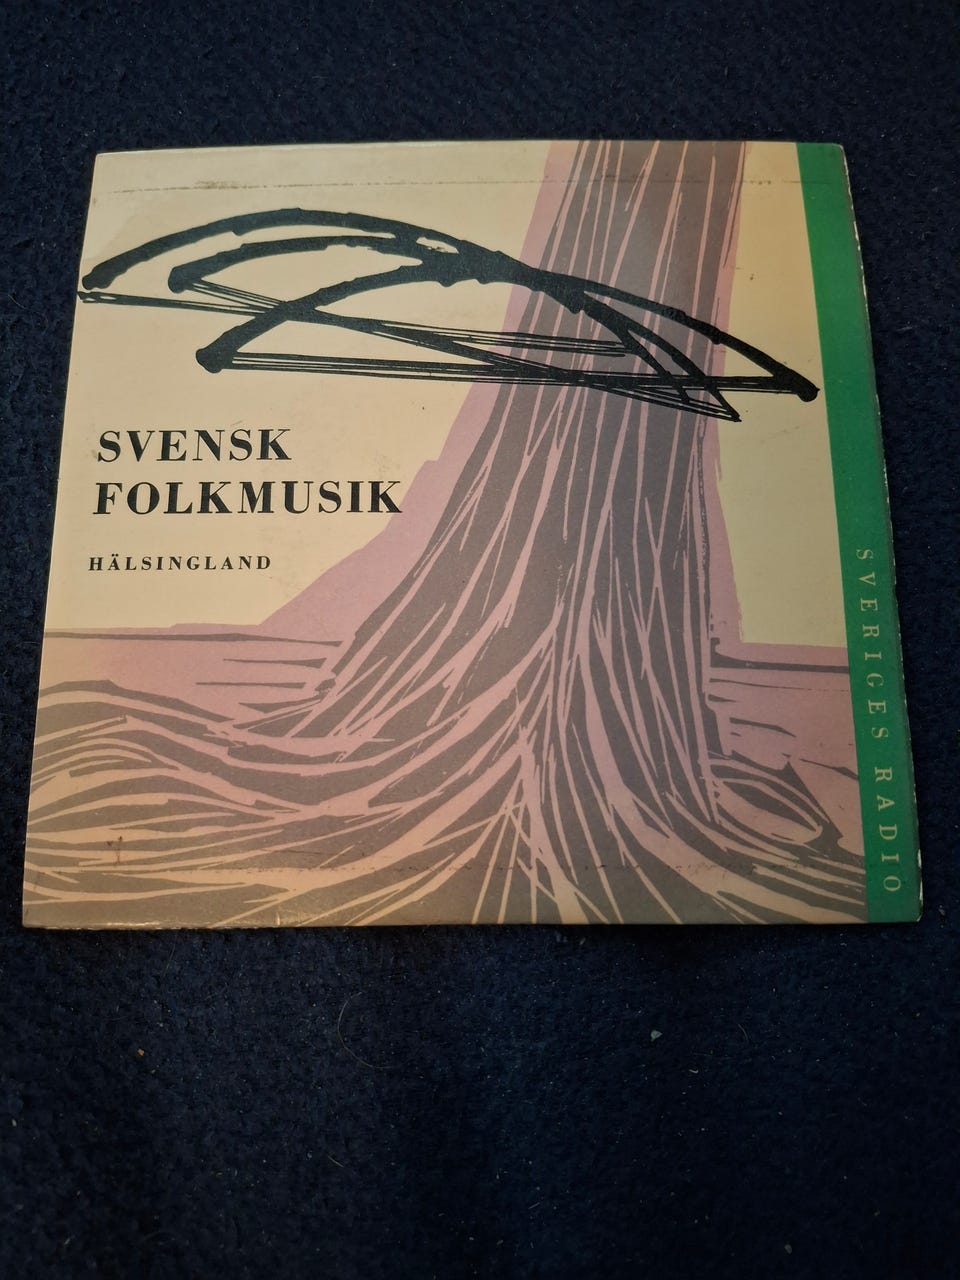 SVENSK
FOLKMUSIK
HÄLSINGLAND
SVERIGES RADIO